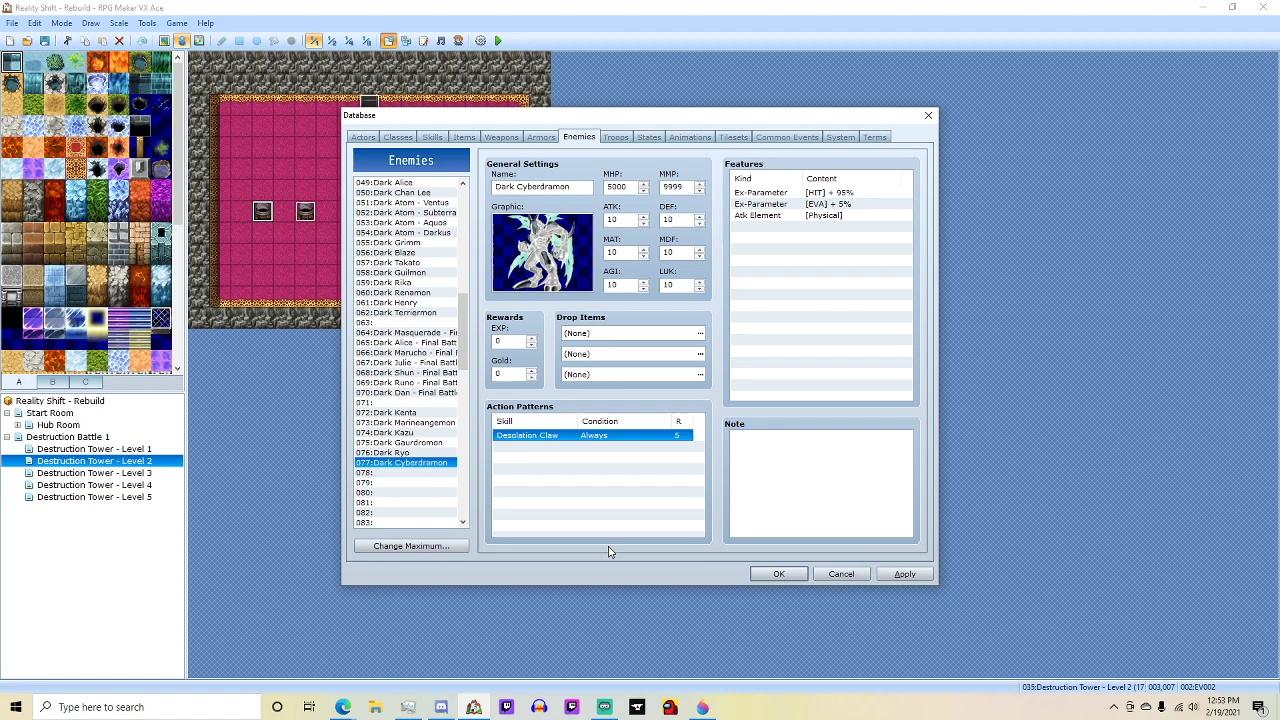 Reality Shift - Rebuild - RPG Maker VX Ace
File Edit Mode Draw Scale Tools Game Help
Database
Actors Classes Skills Items Weapons Armors Enemies Troops States Animations Tilesets Common Events System Terms
Enemies
049:Dark Alice
050:Dark Chan Lee
051:Dark Atom - Ventus
052:Dark Atom - Subterra
053:Dark Atom - Aquos
054:Dark Atom - Darkus
055:Dark Grimm
056:Dark Blaze
057:Dark Takato
058:Dark Guilmon
059:Dark Rika
060:Dark Renamon
061:Dark Henry
062:Dark Terriermon
063:
064:Dark Masquerade - Fi
065:Dark Alice - Final Batt
066:Dark Marucho - Final
067:Dark Julie - Final Batt
068:Dark Shun - Final Batt
069:Dark Runo - Final Batt
070:Dark Dan - Final Battl
071:
072:Dark Kenta
073:Dark Marineangemon
074:Dark Kazu
075:Dark Gaurdromon
076:Dark Ryo
077:Dark Cyberdramon
078:
079:
080:
081:
082:
083:
Change Maximum...
General Settings
Name:
Dark Cyberdramon
Graphic:
MHP: MMP:
5000 9999
ATK: DEF:
10 10
MAT: MDF:
10 10
AGI: LUK:
10 10
Rewards
EXP:
0
Gold:
0
Drop Items
(None) ...
(None) ...
(None) ...
Action Patterns
Skill Condition R
Desolation Claw Always 5
Features
Kind Content
Ex-Parameter [HIT] + 95%
Ex-Parameter [EVA] + 5%
Atk Element [Physical]
Note
OK Cancel Apply
A B C
Reality Shift - Rebuild
Start Room
Hub Room
Destruction Battle 1
Destruction Tower - Level 1
Destruction Tower - Level 2
Destruction Tower - Level 3
Destruction Tower - Level 4
Destruction Tower - Level 5
035:Destruction Tower - Level 2 (17 003,007 002:EV002
Type here to search
12:53 PM
2/19/2021